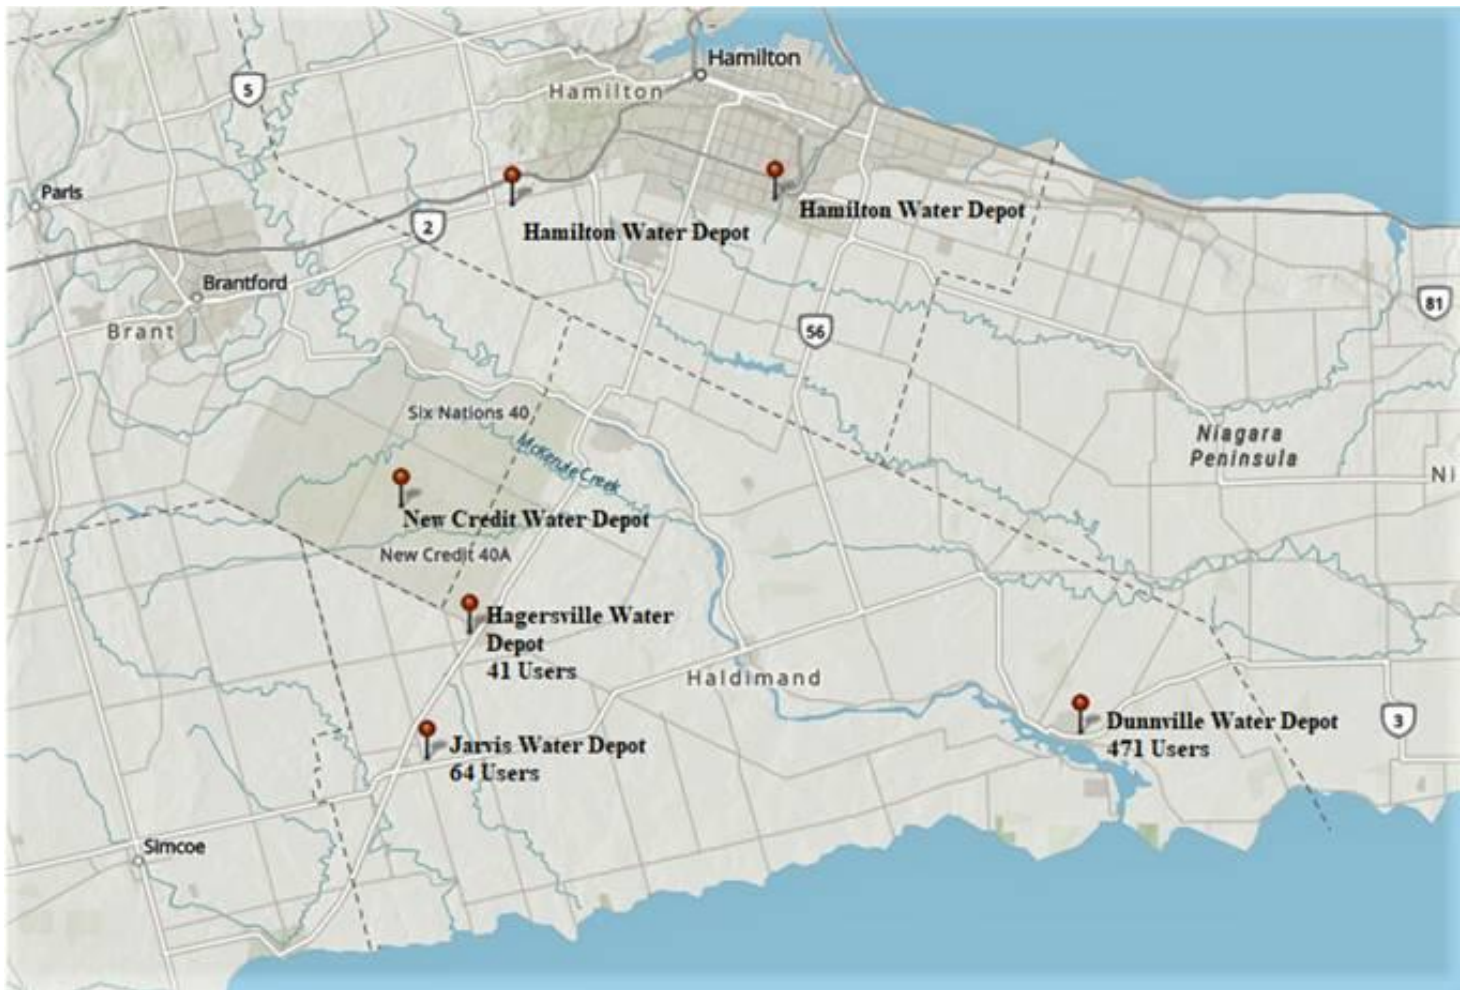 Hamilton
Hamilton
5
Paris
Hamilton Water Depot
Hamilton Water Depot
2
Brantford
81
Brant
56
Six Nations 40
Niagara
Peninsula
McKenzie Creek
Ni
New Credit Water Depot
New Credit 40A
Hagersville Water
Depot
41 Users
Haldimand
Dunnville Water Depot
471 Users
3
Jarvis Water Depot
64 Users
Simcoe